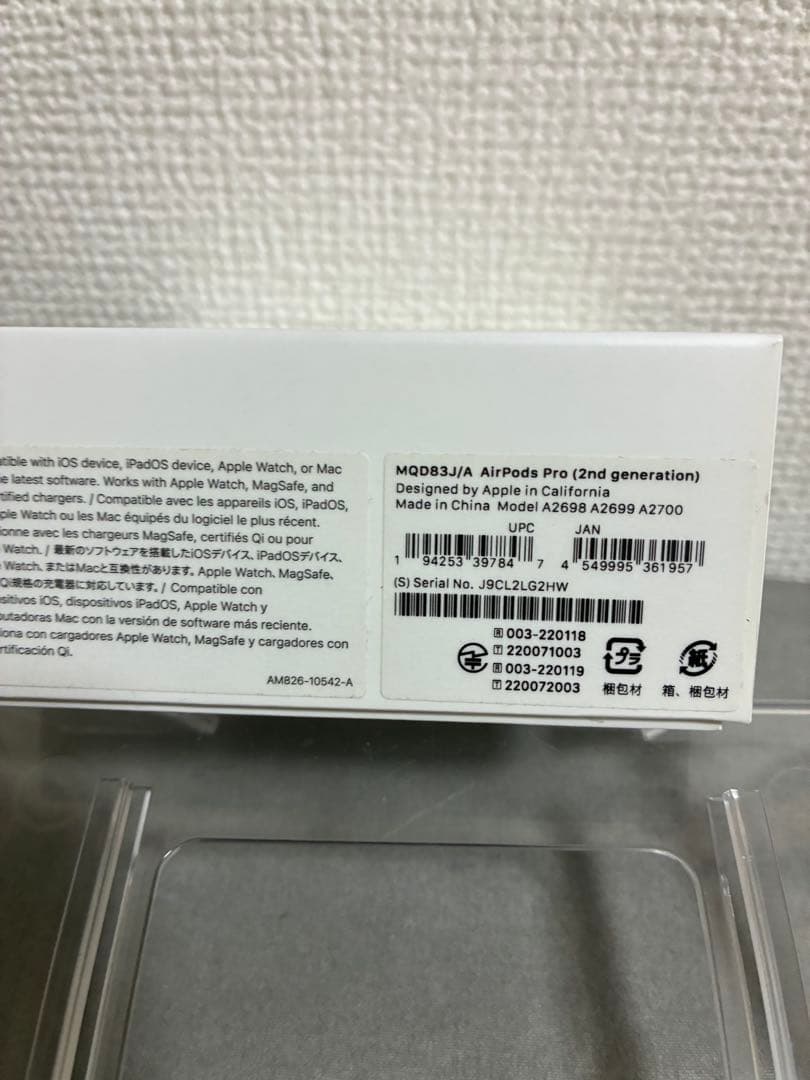 tible with iOS device, iPadOS device, Apple Watch, or Mac
e latest software. Works with Apple Watch, MagSafe, and
tified chargers. / Compatible avec les appareils iOS, iPadOS,
ple Watch ou les Mac équipés du logiciel le plus récent.
ionne avec les chargeurs MagSafe, certifiés Qi ou pour
Watch. / 最新のソフトウェアを搭載したiOSデバイス、iPadOSデバイス、
Watch、またはMacと互換性があります。Apple Watch、MagSafe、
Qi規格の充電器に対応しています。/ Compatible con
sitivos iOS, dispositivos iPadOS, Apple Watch y
putadoras Mac con la versión de software más reciente.
iona con cargadores Apple Watch, MagSafe y cargadores con
rtificación Qi.
AM826-10542-A
MQD83J/A AirPods Pro (2nd generation)
Designed by Apple in California
Made in China Model A2698 A2699 A2700
UPC JAN
1 94253 39784 7 4 549995 361957
(S) Serial No. J9CL2LG2HW
R 003-220118
T 220071003
R 003-220119
T 220072003
プラ 紙
梱包材 箱、梱包材